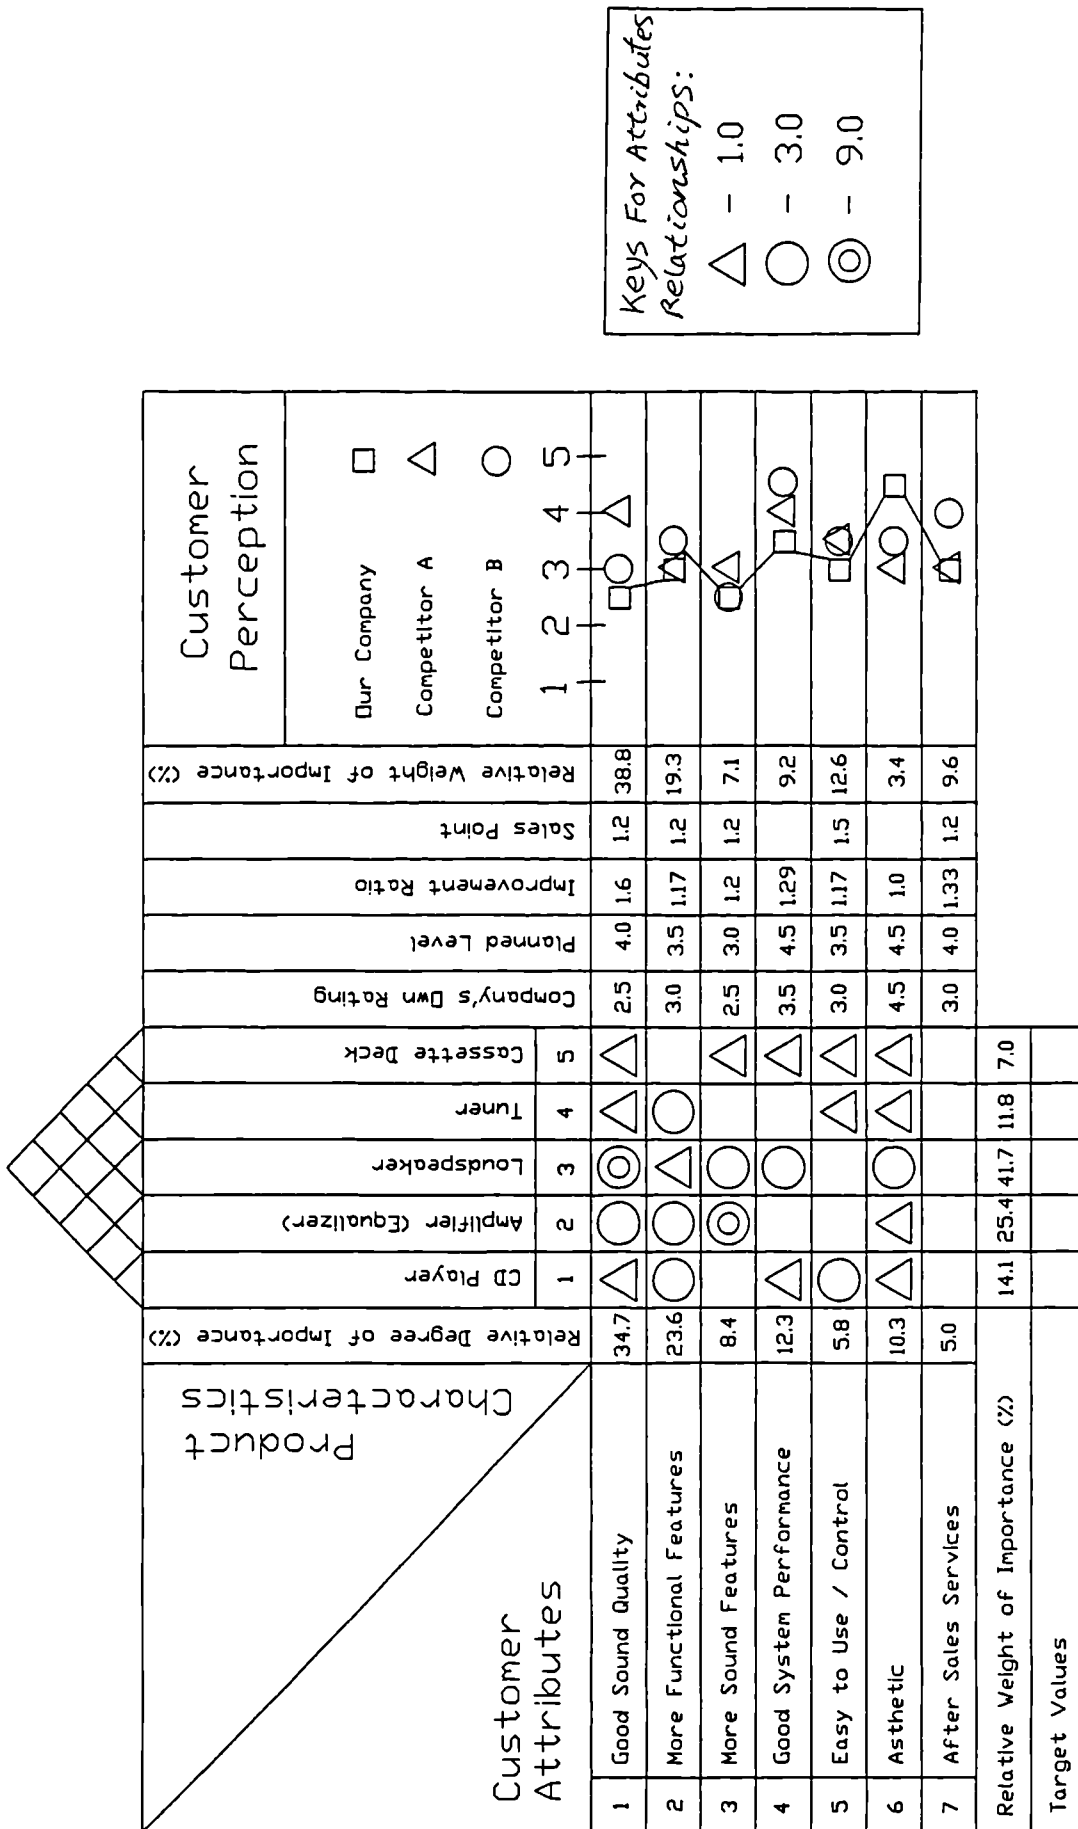 Customer
Perception
Our Company
Competitor A
Competitor B
1 2 3 4 5
Keys For Attributes
Relationships:
- 1.0
- 3.0
- 9.0
Product
Characteristics
Customer
Attributes
Relative Degree of Importance (%)
CD Player
Amplifier (Equalizer)
Loudspeaker
Tuner
Cassette Deck
Company's Own Rating
Planned Level
Improvement Ratio
Sales Point
Relative Weight of Importance (%)
1 2 3 4 5
1 Good Sound Quality 34.7 2.5 4.0 1.6 1.2 38.8
2 More Functional Features 23.6 3.0 3.5 1.17 1.2 19.3
3 More Sound Features 8.4 2.5 3.0 1.2 1.2 7.1
4 Good System Performance 12.3 3.5 4.5 1.29 9.2
5 Easy to Use / Control 5.8 3.0 3.5 1.17 1.5 12.6
6 Asthetic 10.3 4.5 4.5 1.0 3.4
7 After Sales Services 5.0 3.0 4.0 1.33 1.2 9.6
Relative Weight of Importance (%) 14.1 25.4 41.7 11.8 7.0
Target Values